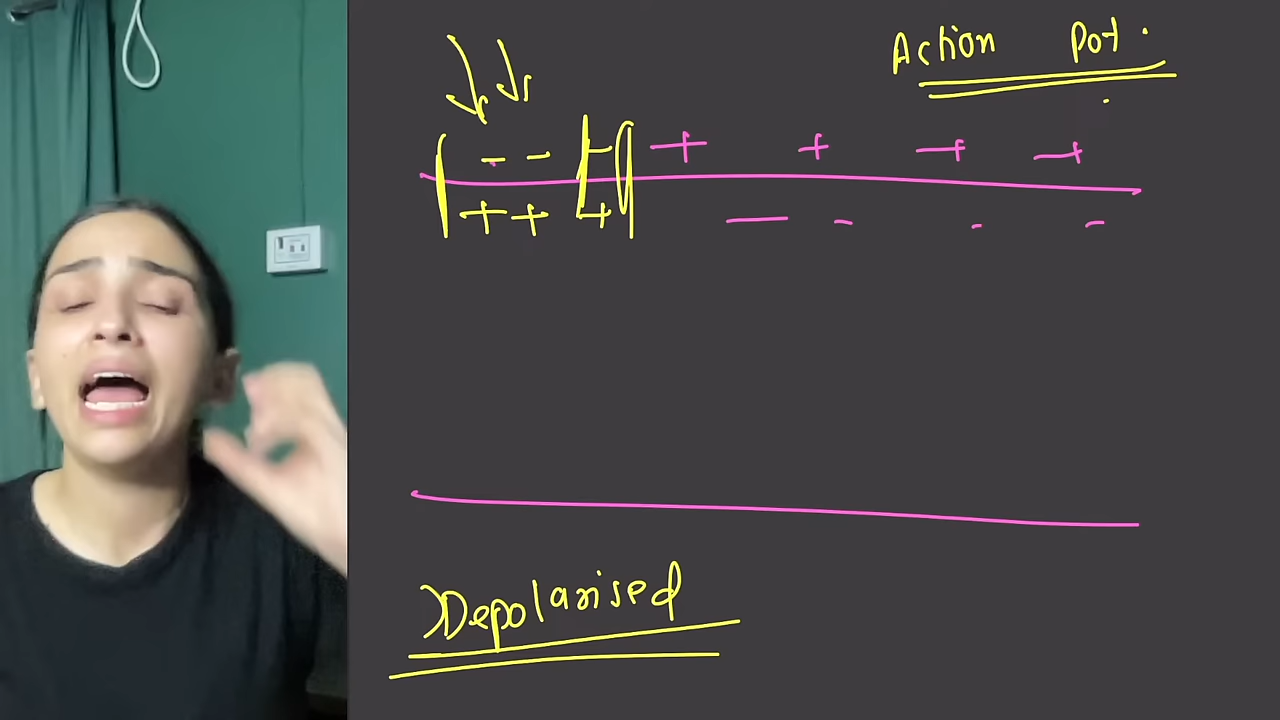 Action Pot.
- - - + + + +
+ + + - - - -
Depolarised